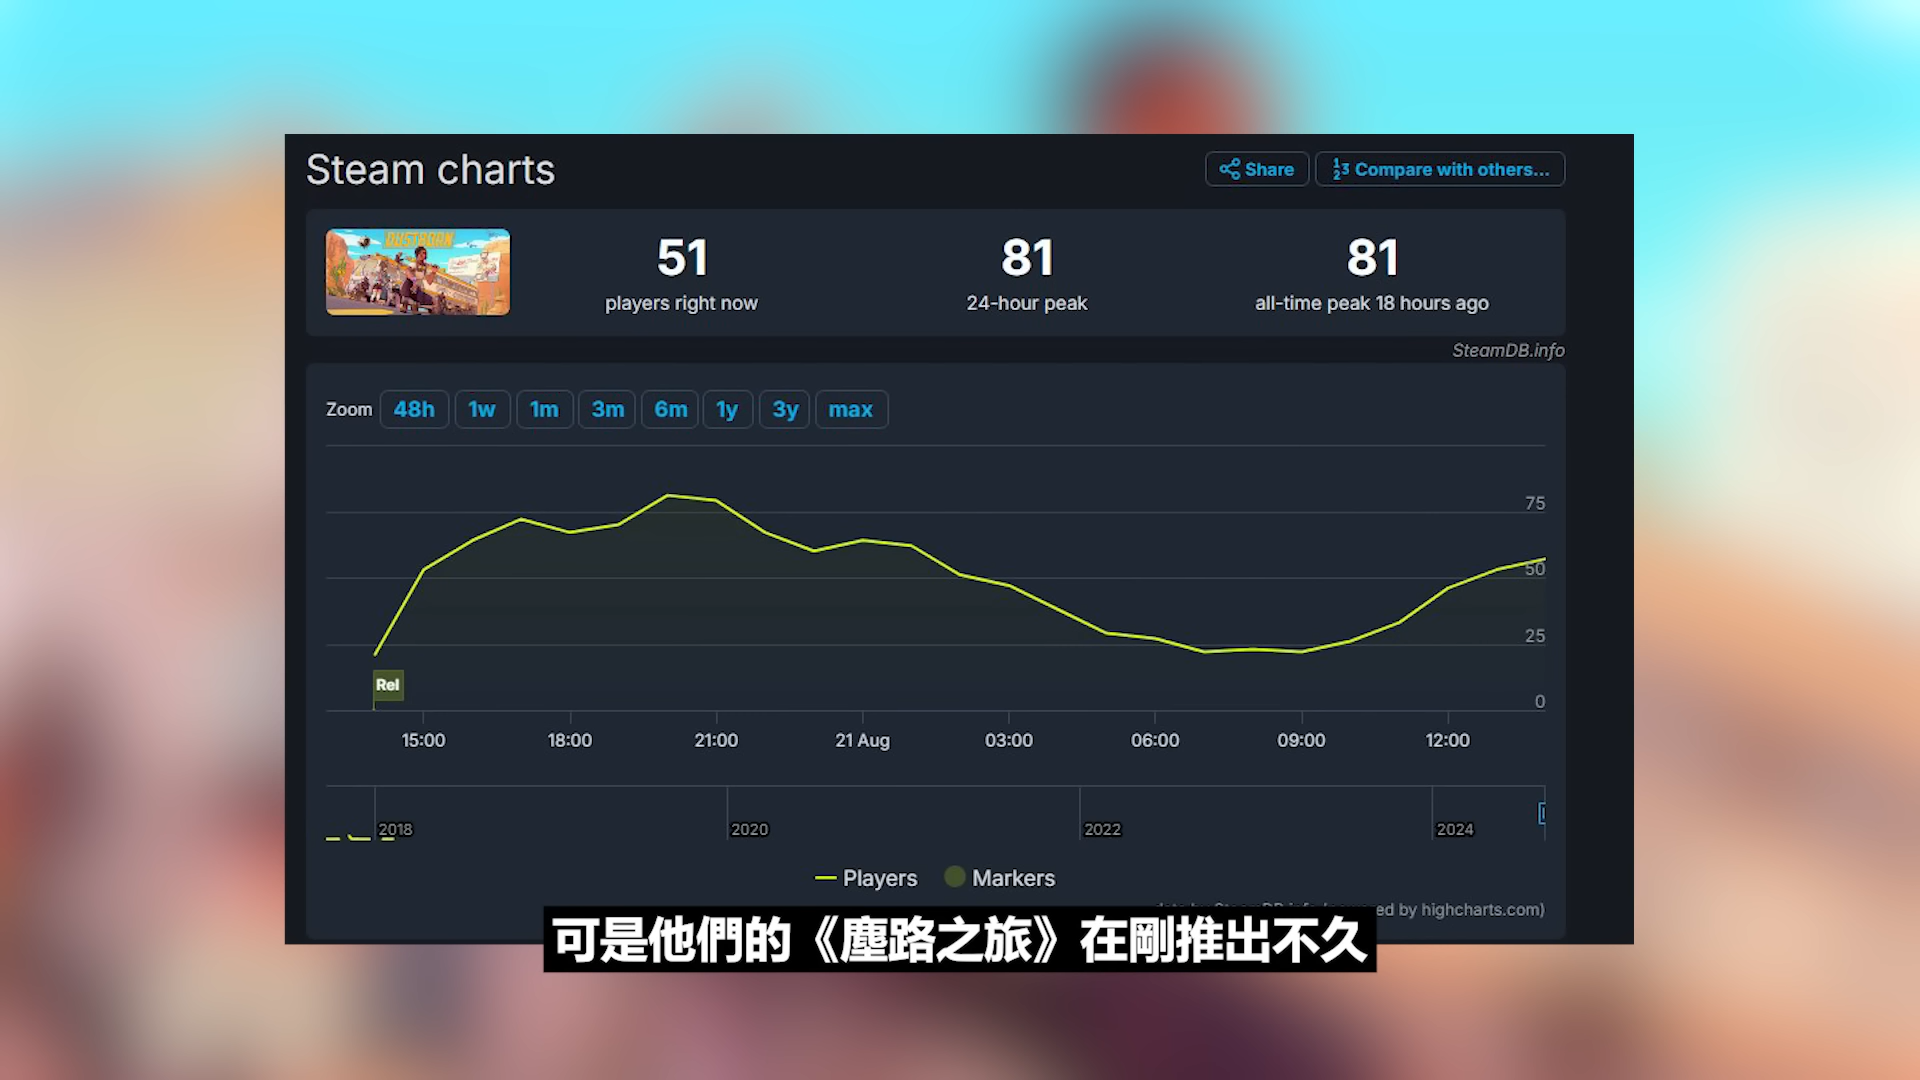 Steam charts
Share
Compare with others...
DUSTBORN
51
players right now
81
24-hour peak
81
all-time peak 18 hours ago
SteamDB.info
Zoom 48h 1w 1m 3m 6m 1y 3y max
75
50
25
0
Rel
15:00 18:00 21:00 21 Aug 03:00 06:00 09:00 12:00
2018 2020 2022 2024
Players Markers
by highcharts.com)
可是他們的《塵路之旅》在剛推出不久